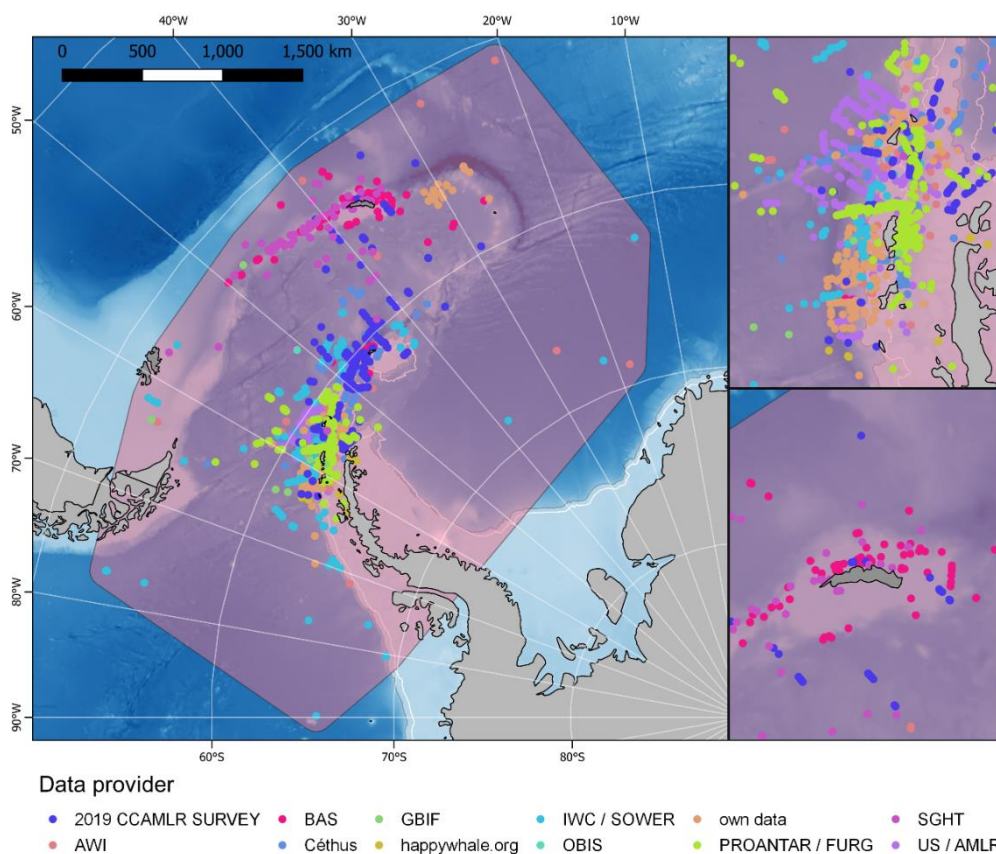 40°W 30°W 20°W 10°W
0 500 1,000 1,500 km
50°W
60°W
70°W
80°W
90°W
60°S 70°S 80°S
Data provider
2019 CCAMLR SURVEY BAS GBIF IWC / SOWER own data SGHT
AWI Céthus happywhale.org OBIS PROANTAR / FURG US / AMLR